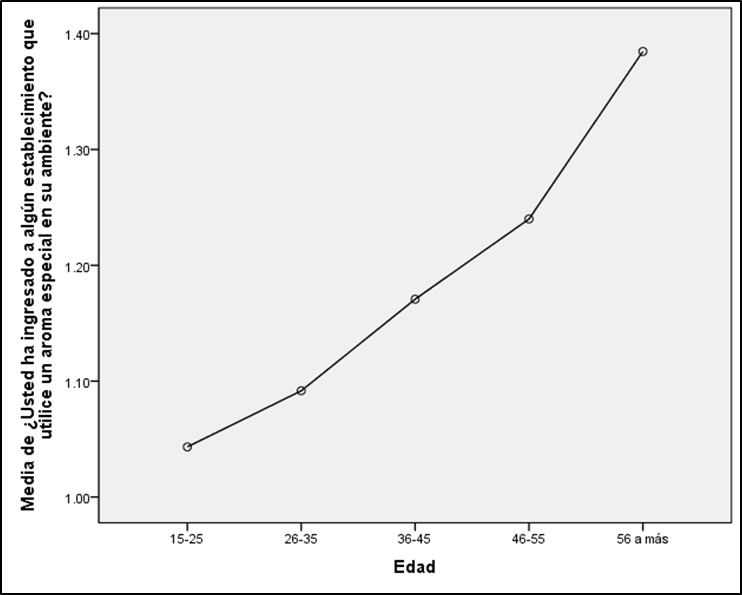 Media de ¿Usted ha ingresado a algún establecimiento que
utilice un aroma especial en su ambiente?
1.40
1.30
1.20
1.10
1.00
15-25
26-35
36-45
46-55
56 a más
Edad